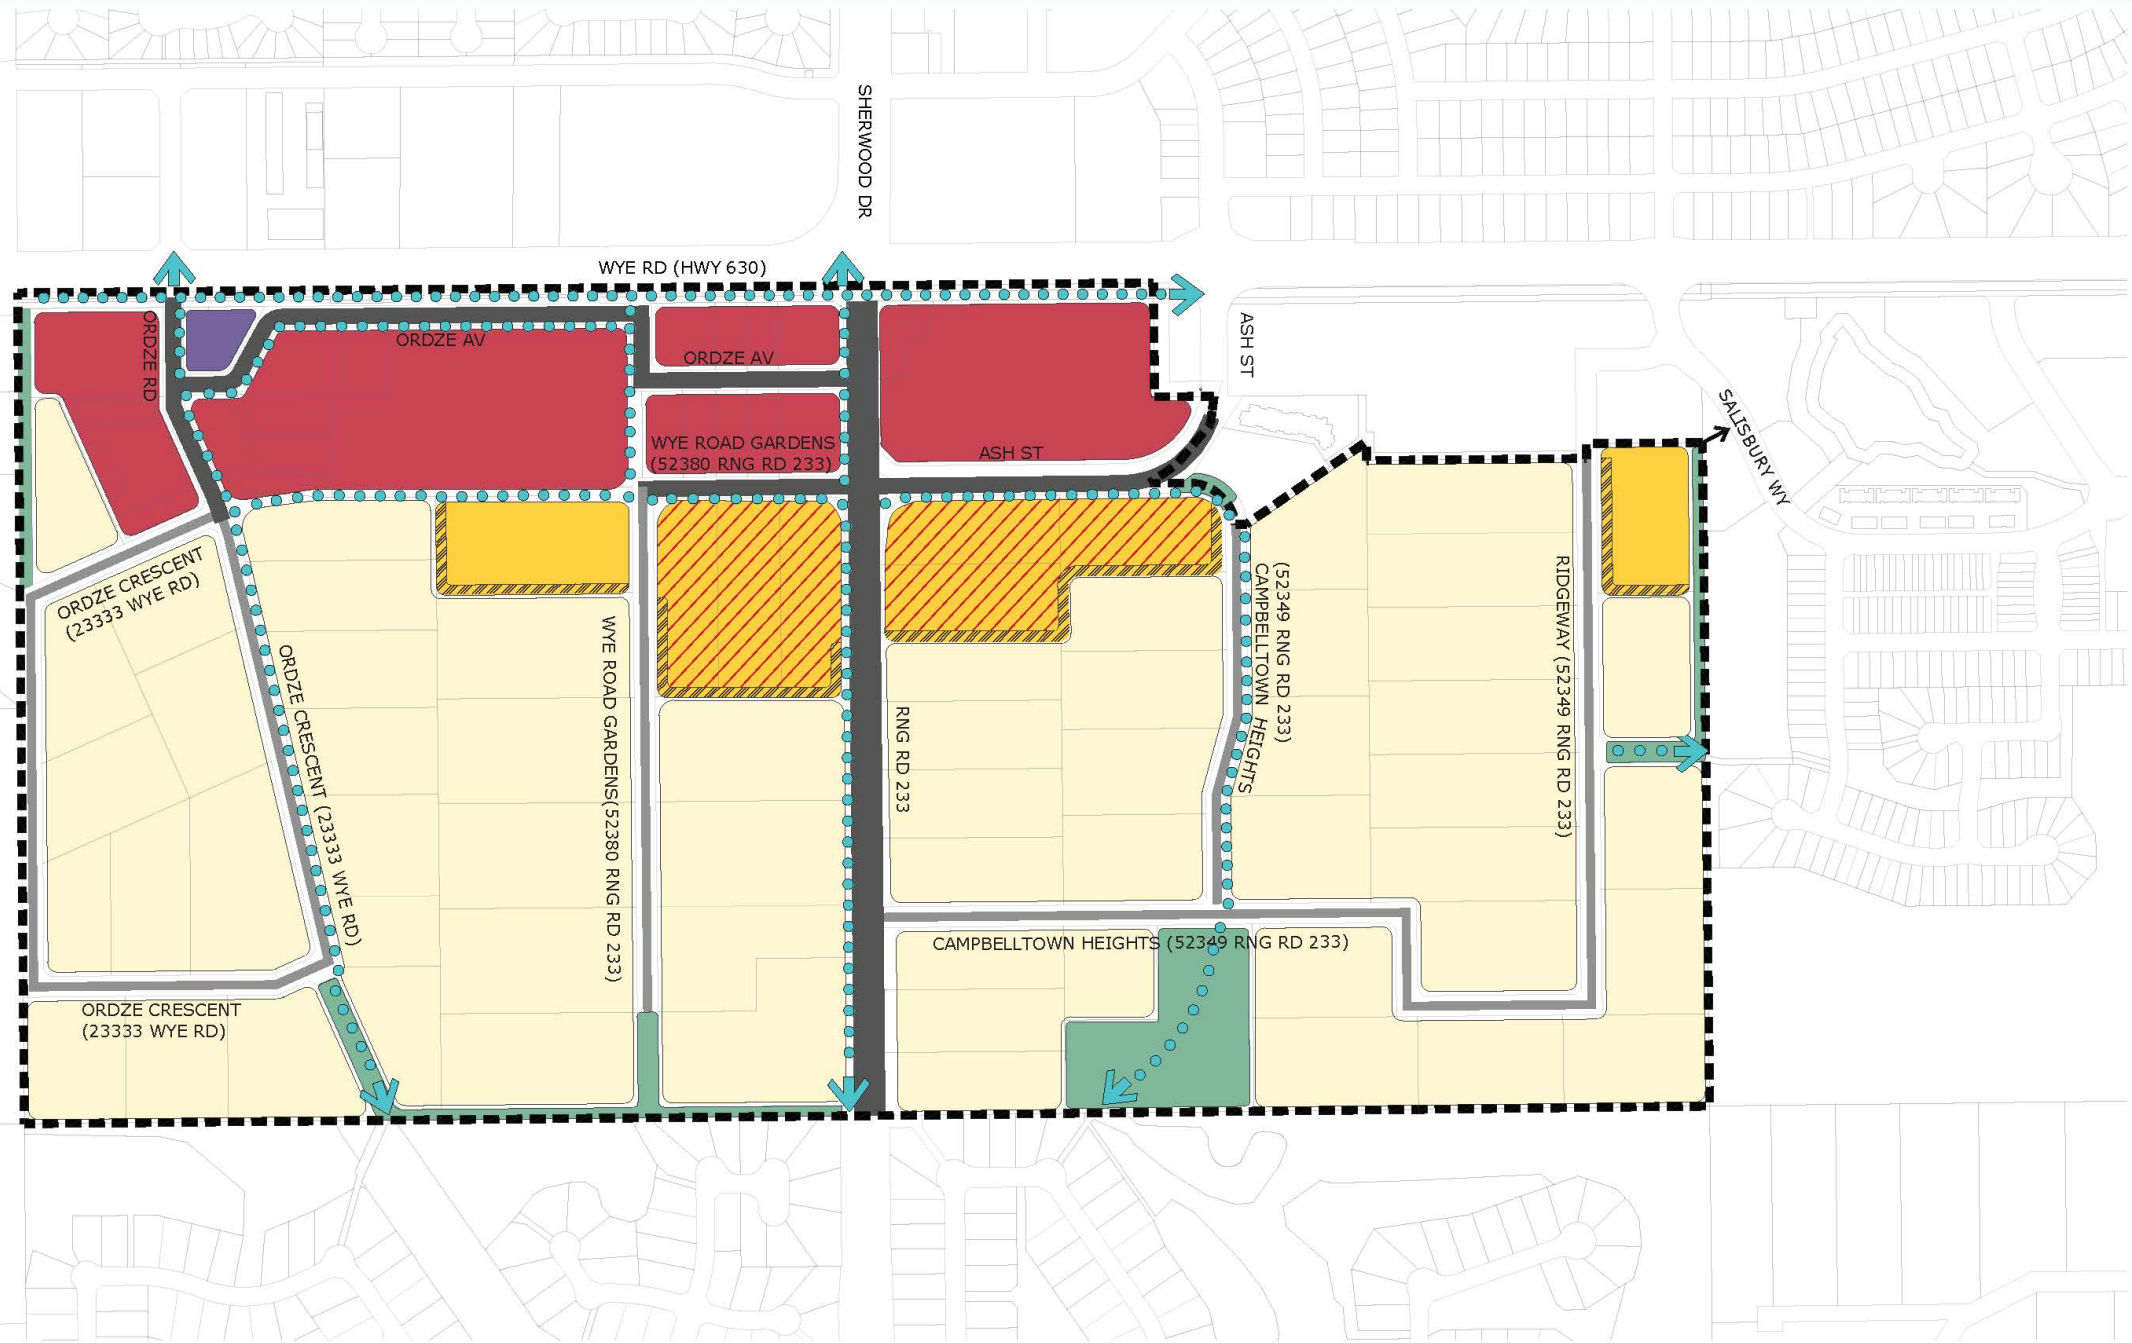 SHERWOOD DR
WYE RD (HWY 630)
ORDZE RD
ORDZE AV
ORDZE AV
ASH ST
WYE ROAD GARDENS
(52380 RNG RD 233)
ASH ST
SALISBURY WY
ORDZE CRESCENT
(23333 WYE RD)
ORDZE CRESCENT (23333 WYE RD)
WYE ROAD GARDENS(52380 RNG RD 233)
RNG RD 233
(52349 RNG RD 233)
CAMPBELLTOWN HEIGHTS
RIDGEWAY (52349 RNG RD 233)
CAMPBELLTOWN HEIGHTS (52349 RNG RD 233)
ORDZE CRESCENT
(23333 WYE RD)